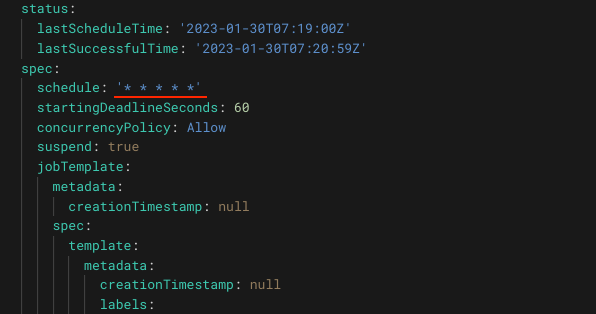 status:
lastScheduleTime: '2023-01-30T07:19:00Z'
lastSuccessfulTime: '2023-01-30T07:20:59Z'
spec:
schedule: '* * * * *'
startingDeadlineSeconds: 60
concurrencyPolicy: Allow
suspend: true
jobTemplate:
metadata:
creationTimestamp: null
spec:
template:
metadata:
creationTimestamp: null
labels: